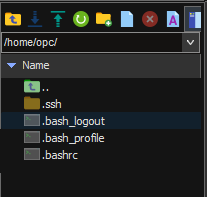 A
/home/opc/
Name
..
.ssh
.bash_logout
.bash_profile
.bashrc